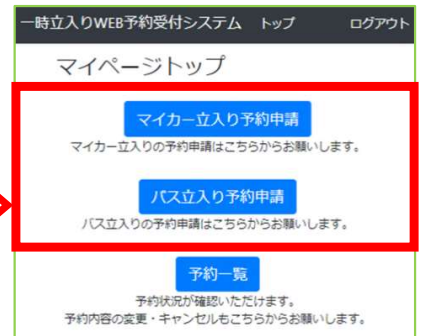 一時立入りWEB予約受付システム トップ ログアウト
マイページトップ
マイカー立入り予約申請
マイカー立入りの予約申請はこちらからお願いします。
バス立入り予約申請
バス立入りの予約申請はこちらからお願いします。
予約一覧
予約状況が確認いただけます。
予約内容の変更・キャンセルもこちらからお願いします。